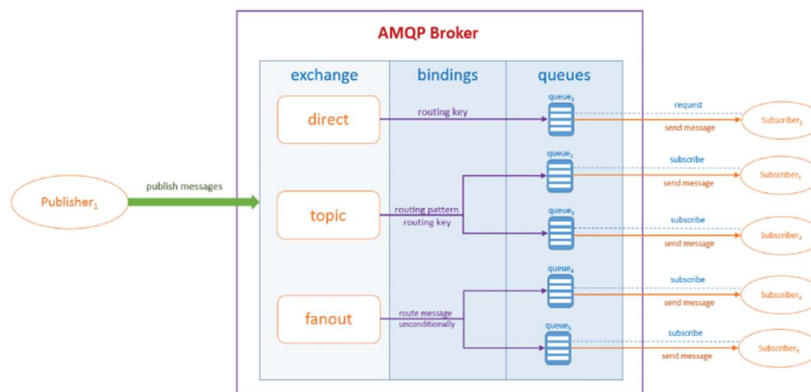 AMQP Broker
exchange
bindings
queues
direct
routing key
queue₁
request
send message
Subscriber₁
Publisher₁
publish messages
topic
routing pattern
routing key
queue₂
subscribe
send message
Subscriber₂
queue₃
subscribe
send message
Subscriber₃
fanout
route message
unconditionally
queue₄
subscribe
send message
Subscriber₄
queue₅
subscribe
send message
Subscriber₅